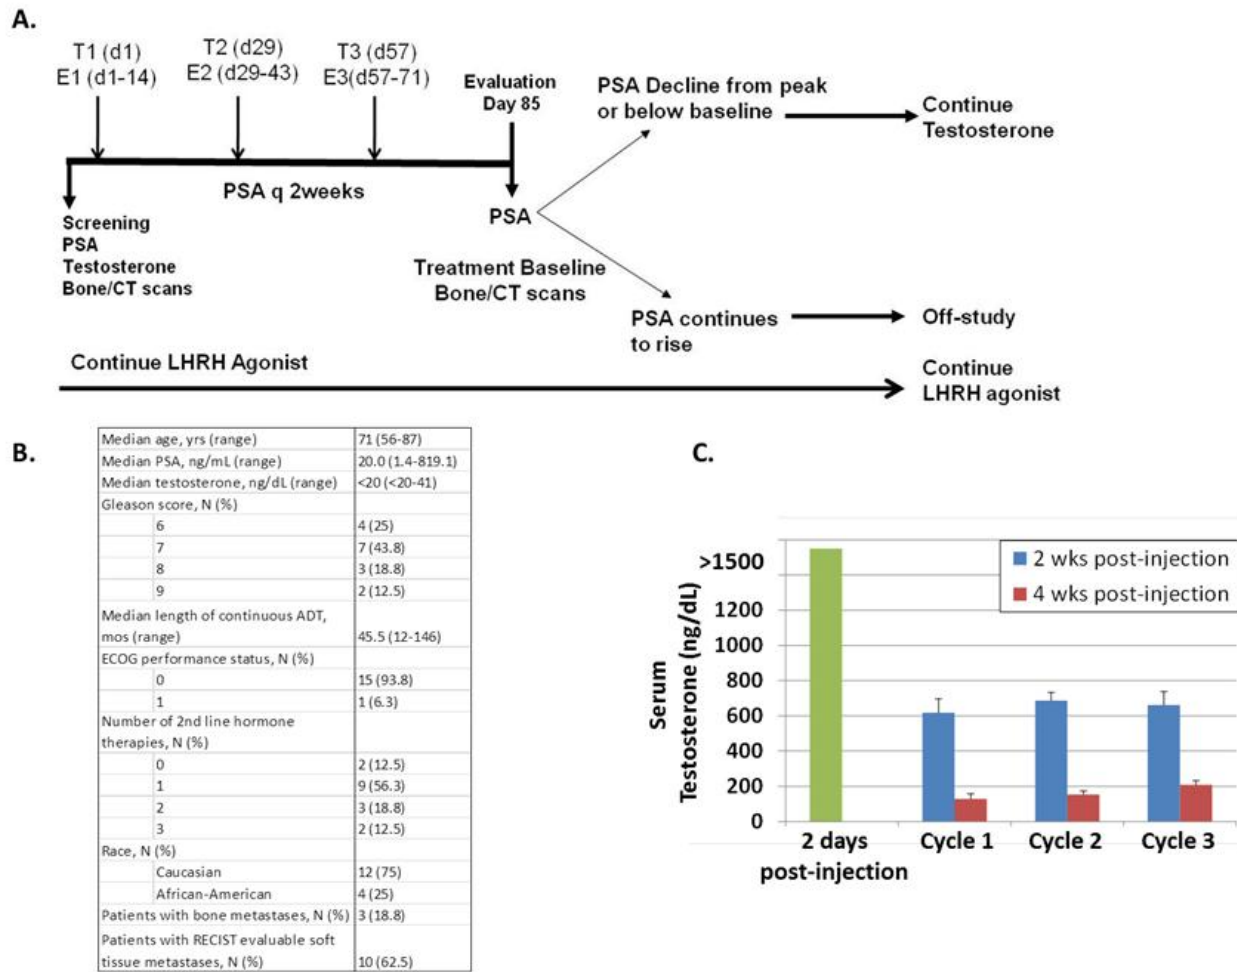 A.
T1 (d1)
E1 (d1-14)
T2 (d29)
E2 (d29-43)
T3 (d57)
E3(d57-71)
Evaluation
Day 85
PSA Decline from peak
or below baseline
Continue
Testosterone
PSA q 2weeks
Screening
PSA
Testosterone
Bone/CT scans
PSA
Treatment Baseline
Bone/CT scans
PSA continues
to rise
Off-study
Continue LHRH Agonist
Continue
LHRH agonist
B.
Median age, yrs (range) 71 (56-87)
Median PSA, ng/mL (range) 20.0 (1.4-819.1)
Median testosterone, ng/dL (range) <20 (<20-41)
Gleason score, N (%)
6 4 (25)
7 7 (43.8)
8 3 (18.8)
9 2 (12.5)
Median length of continuous ADT,
mos (range) 45.5 (12-146)
ECOG performance status, N (%)
0 15 (93.8)
1 1 (6.3)
Number of 2nd line hormone
therapies, N (%)
0 2 (12.5)
1 9 (56.3)
2 3 (18.8)
3 2 (12.5)
Race, N (%)
Caucasian 12 (75)
African-American 4 (25)
Patients with bone metastases, N (%) 3 (18.8)
Patients with RECIST evaluable soft
tissue metastases, N (%) 10 (62.5)
C.
Serum
Testosterone (ng/dL)
>1500
1200
1000
800
600
400
200
0
2 wks post-injection
4 wks post-injection
2 days
post-injection
Cycle 1
Cycle 2
Cycle 3